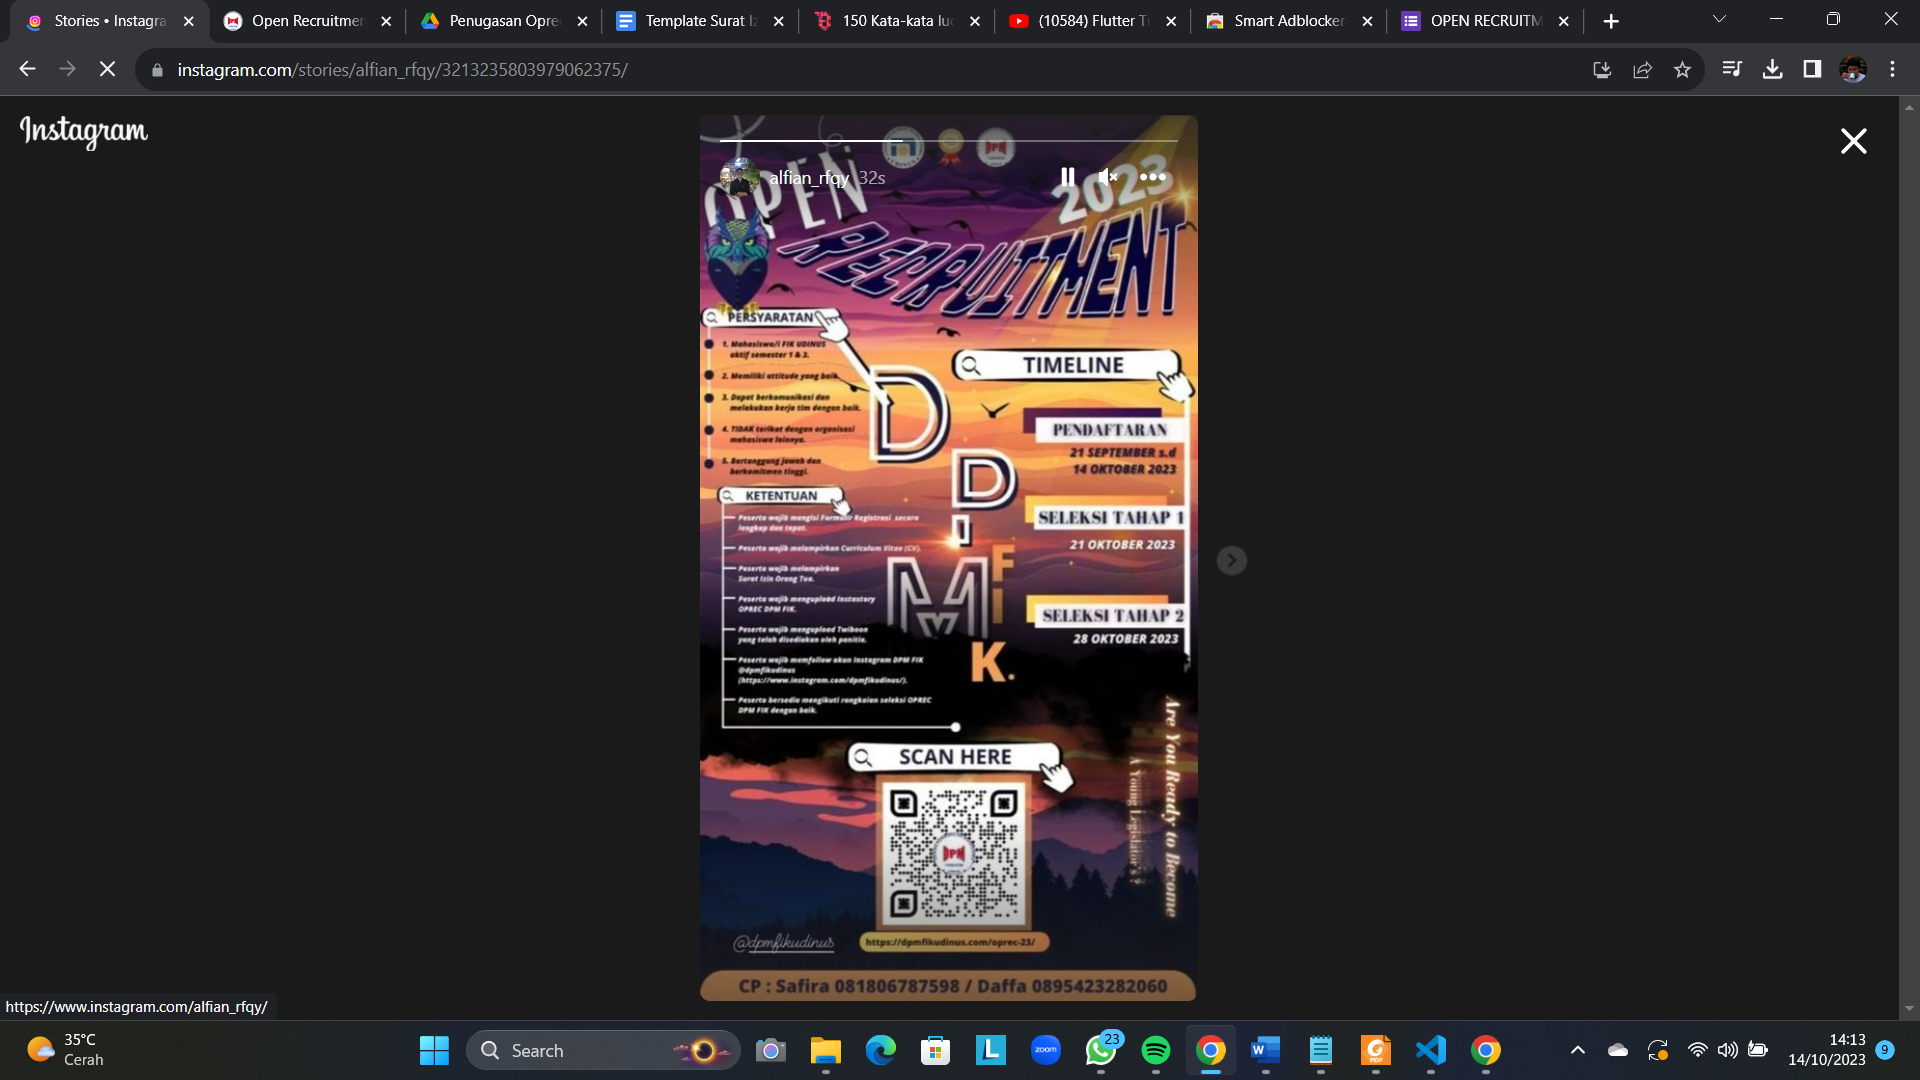 Stories • Instagra
Open Recruitmen
Penugasan Opre
Template Surat Iz
150 Kata-kata luc
(10584) Flutter Tu
Smart Adblocker
OPEN RECRUITM
instagram.com/stories/alfian_rfqy/3213235803979062375/
Instagram
alfian_rfqy 32s
OPEN
2023
RECRUITMENT
PERSYARATAN
1. Mahasiswa/i FIK UDINUS
aktif semester 1 & 3.
2. Memiliki attitude yang baik.
3. Dapat berkomunikasi dan
melakukan kerja tim dengan baik.
4. TIDAK terikat dengan organisasi
mahasiswa lainnya.
5. Bertanggung jawab dan
berkomitmen tinggi.
KETENTUAN
Peserta wajib mengisi Formulir Registrasi secara
lengkap dan tepat.
Peserta wajib melampirkan Curriculum Vitae (CV).
Peserta wajib melampirkan
Surat Izin Orang Tua.
Peserta wajib mengupload Instastory
OPREC DPM FIK.
Peserta wajib mengupload Twibbon
yang telah disediakan oleh panitia.
Peserta wajib memfollow akun Instagram DPM FIK
@dpmfikudinus
(https://www.instagram.com/dpmfikudinus/).
Peserta bersedia mengikuti rangkaian seleksi OPREC
DPM FIK dengan baik.
DPM
FIK.
TIMELINE
PENDAFTARAN
21 SEPTEMBER s.d
14 OKTOBER 2023
SELEKSI TAHAP 1
21 OKTOBER 2023
SELEKSI TAHAP 2
28 OKTOBER 2023
Are You Ready to Become
A Young Legislator??
SCAN HERE
DPM
@dpmfikudinus
https://dpmfikudinus.com/oprec-23/
CP : Safira 081806787598 / Daffa 0895423282060
https://www.instagram.com/alfian_rfqy/
35°C
Cerah
Search
zoom
23
14:13
14/10/2023
9